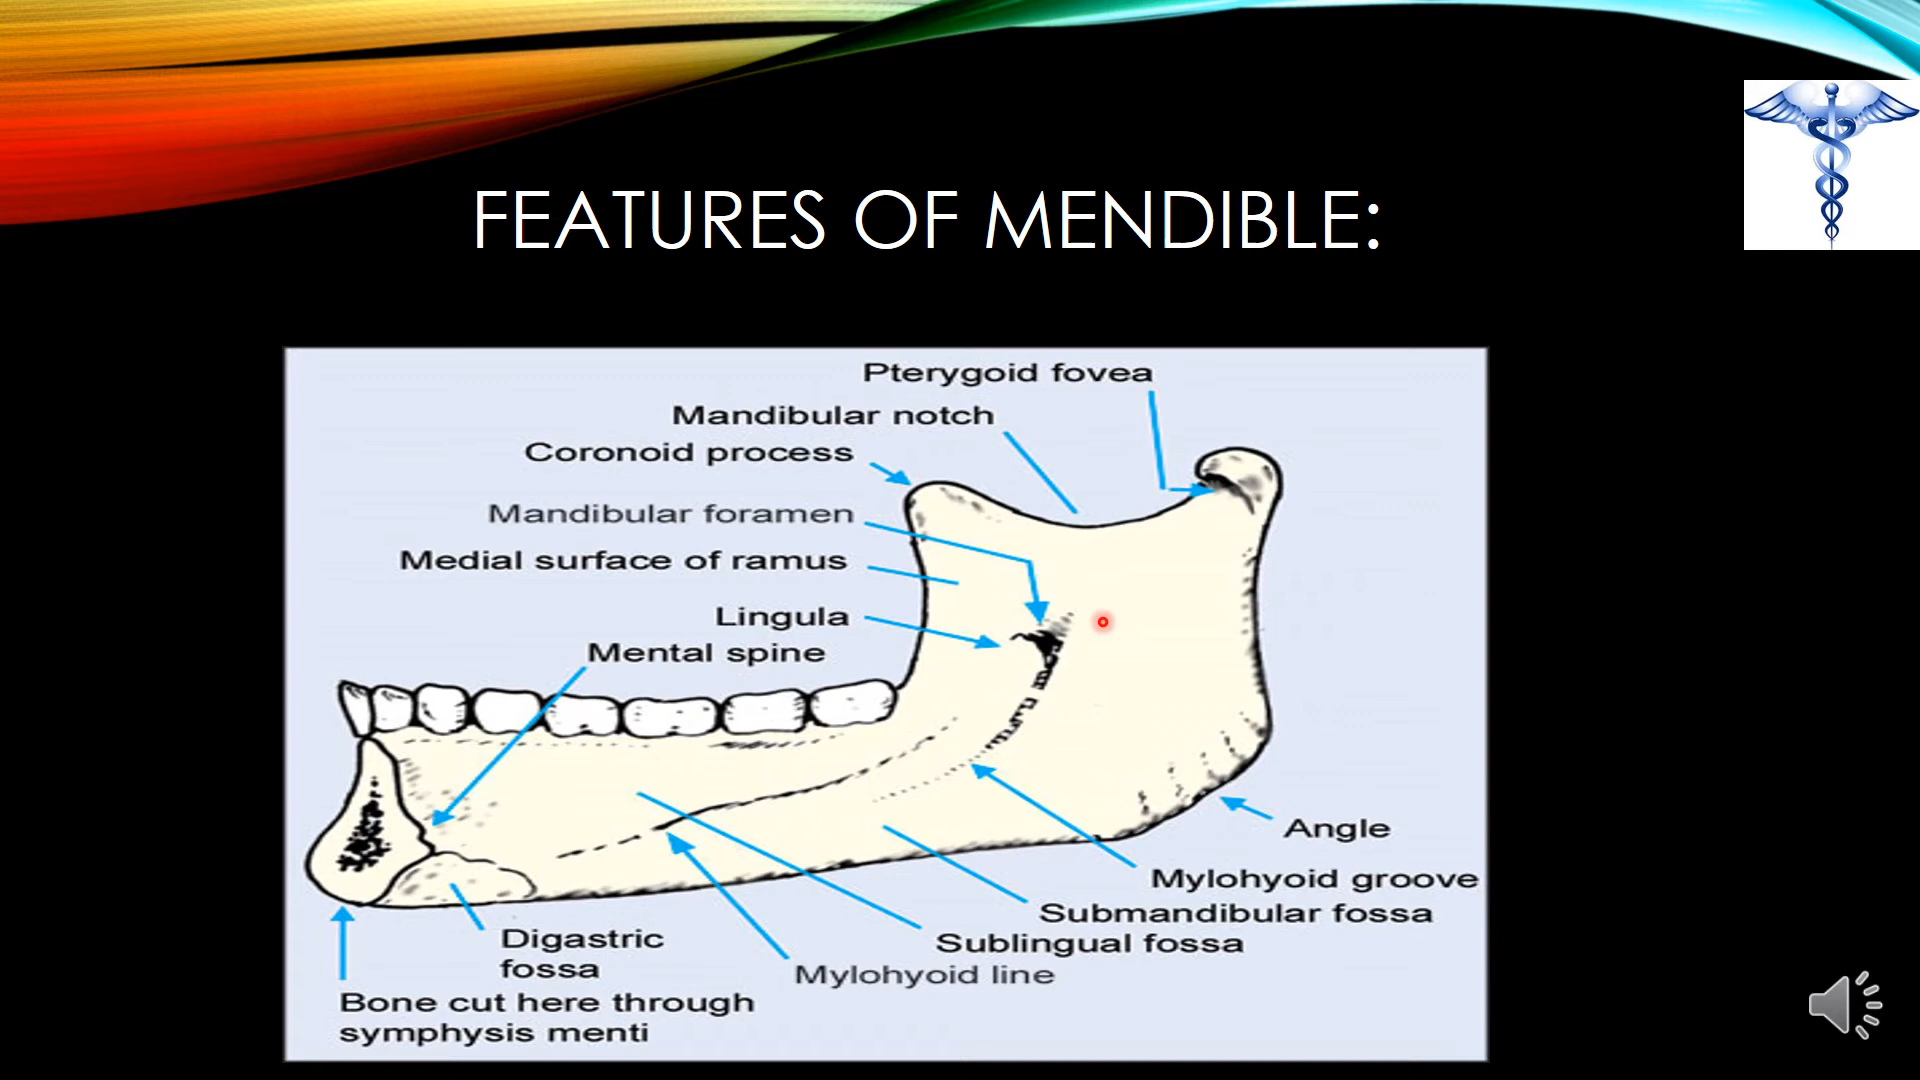 FEATURES OF MENDIBLE:
Pterygoid fovea
Mandibular notch
Coronoid process
Mandibular foramen
Medial surface of ramus
Lingula
Mental spine
Angle
Mylohyoid groove
Submandibular fossa
Sublingual fossa
Mylohyoid line
Digastric
fossa
Bone cut here through
symphysis menti